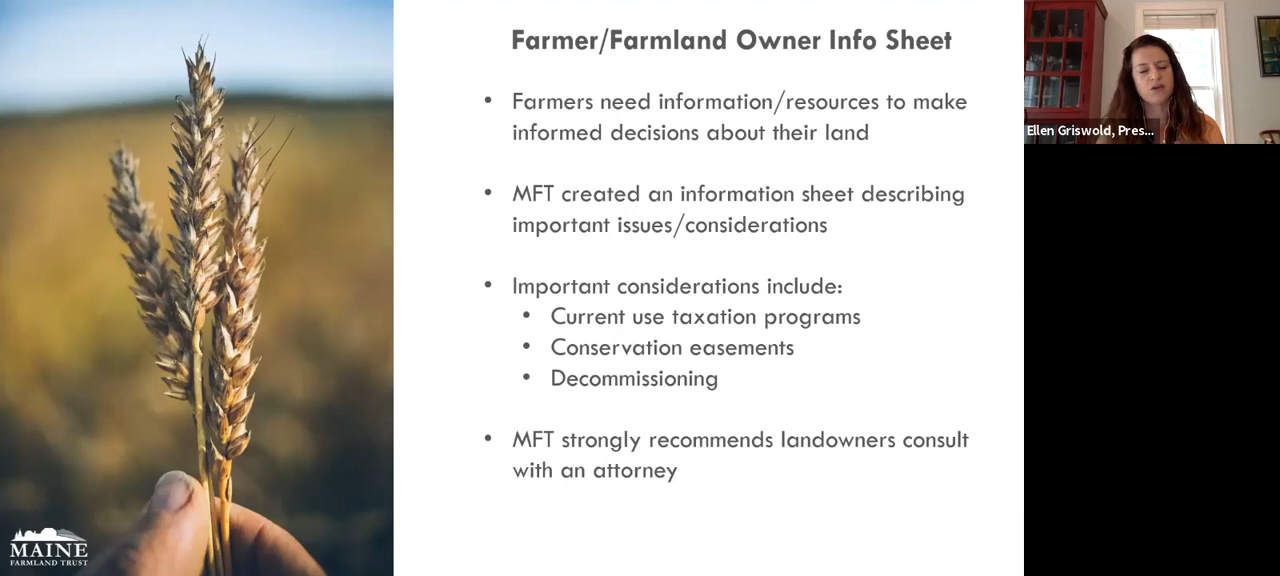 Farmer/Farmland Owner Info Sheet
• Farmers need information/resources to make
informed decisions about their land
• MFT created an information sheet describing
important issues/considerations
• Important considerations include:
• Current use taxation programs
• Conservation easements
• Decommissioning
• MFT strongly recommends landowners consult
with an attorney
MAINE
FARMLAND TRUST
Ellen Griswold, Pres...